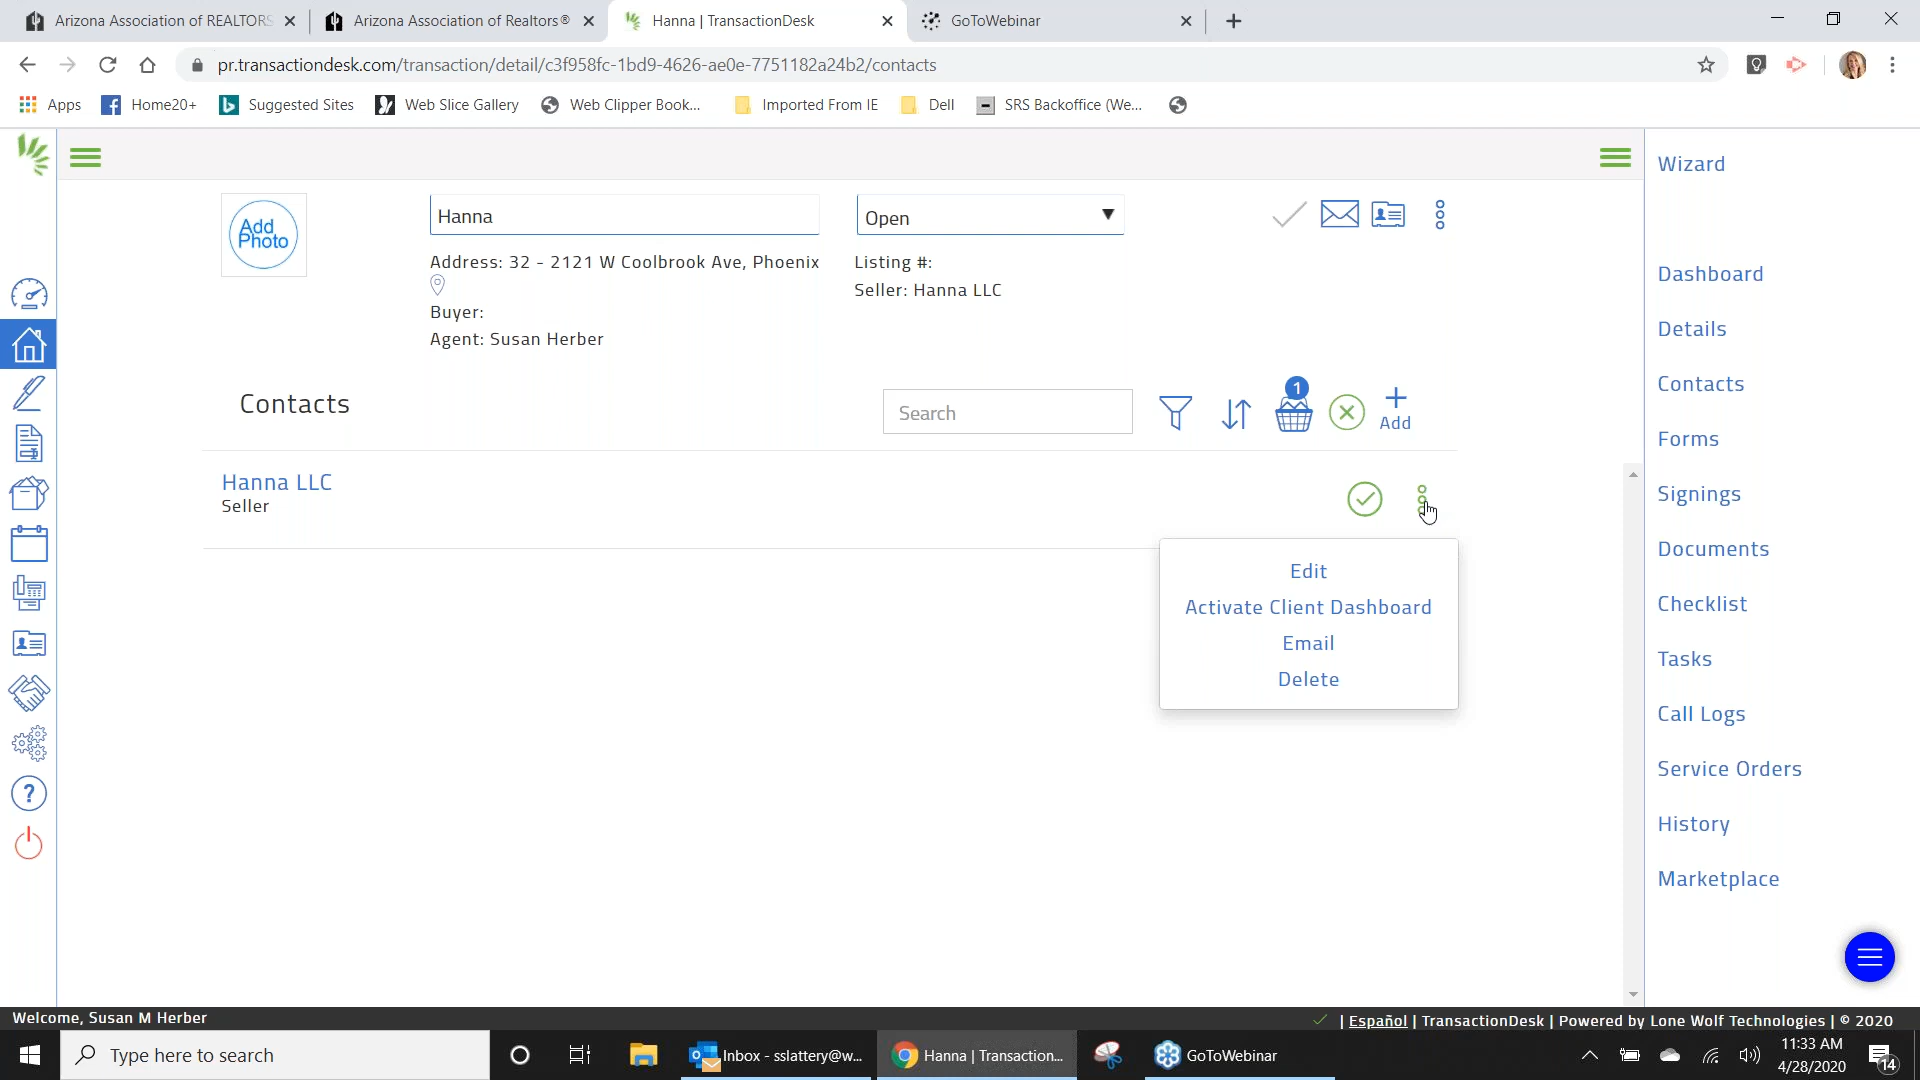 Arizona Association of REALTORS
Arizona Association of Realtors®
Hanna | TransactionDesk
GoToWebinar
pr.transactiondesk.com/transaction/detail/c3f958fc-1bd9-4626-ae0e-7751182a24b2/contacts
Apps
Home20+
Suggested Sites
Web Slice Gallery
Web Clipper Book...
Imported From IE
Dell
SRS Backoffice (We...
Add
Photo
Hanna
Open
Address: 32 - 2121 W Coolbrook Ave, Phoenix
Buyer:
Agent: Susan Herber
Listing #:
Seller: Hanna LLC
Contacts
Search
1
Add
Hanna LLC
Seller
Edit
Activate Client Dashboard
Email
Delete
Wizard
Dashboard
Details
Contacts
Forms
Signings
Documents
Checklist
Tasks
Call Logs
Service Orders
History
Marketplace
Welcome, Susan M Herber
| Español | TransactionDesk | Powered by Lone Wolf Technologies | © 2020
Type here to search
Inbox - sslattery@w...
Hanna | Transaction...
GoToWebinar
11:33 AM
4/28/2020
14